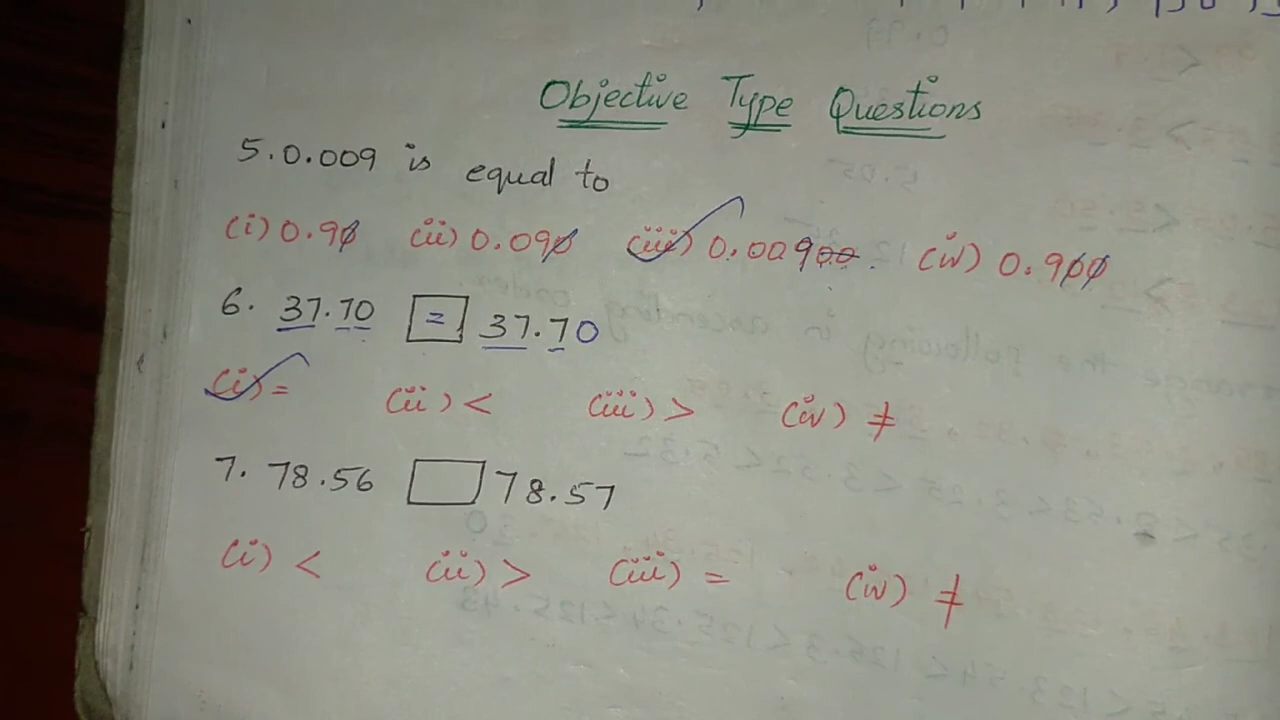 Objective Type Questions
5. 0.009 is equal to
(i) 0.90 (ii) 0.090 (iii) 0.00900 (iv) 0.900
6. 37.70 = 37.70
(i) = (ii) < (iii) > (iv) ≠
7. 78.56 78.57
(i) < (ii) > (iii) = (iv) ≠